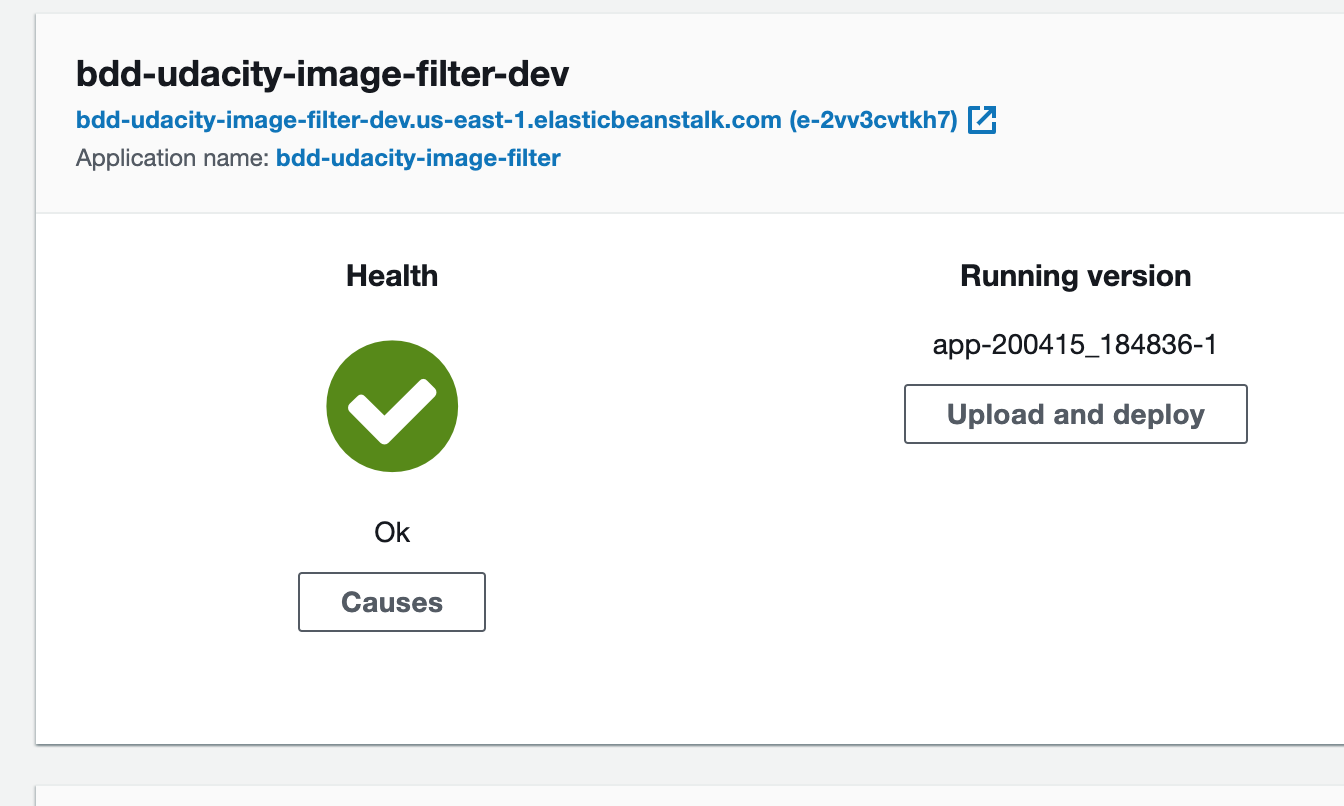 bdd-udacity-image-filter-dev
bdd-udacity-image-filter-dev.us-east-1.elasticbeanstalk.com (e-2vv3cvtkh7)
Application name: bdd-udacity-image-filter
Health
Ok
Causes
Running version
app-200415_184836-1
Upload and deploy